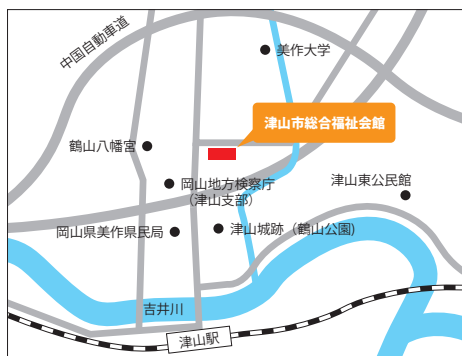 中国自動車道
美作大学
津山市総合福祉会館
鶴山八幡宮
岡山地方検察庁
（津山支部）
津山東公民館
岡山県美作県民局
津山城跡（鶴山公園)
吉井川
津山駅